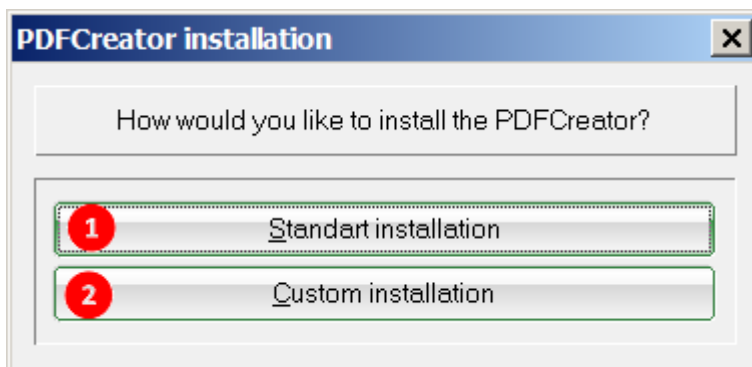 PDFCreator installation
How would you like to install the PDFCreator?
1 Standart installation
2 Custom installation